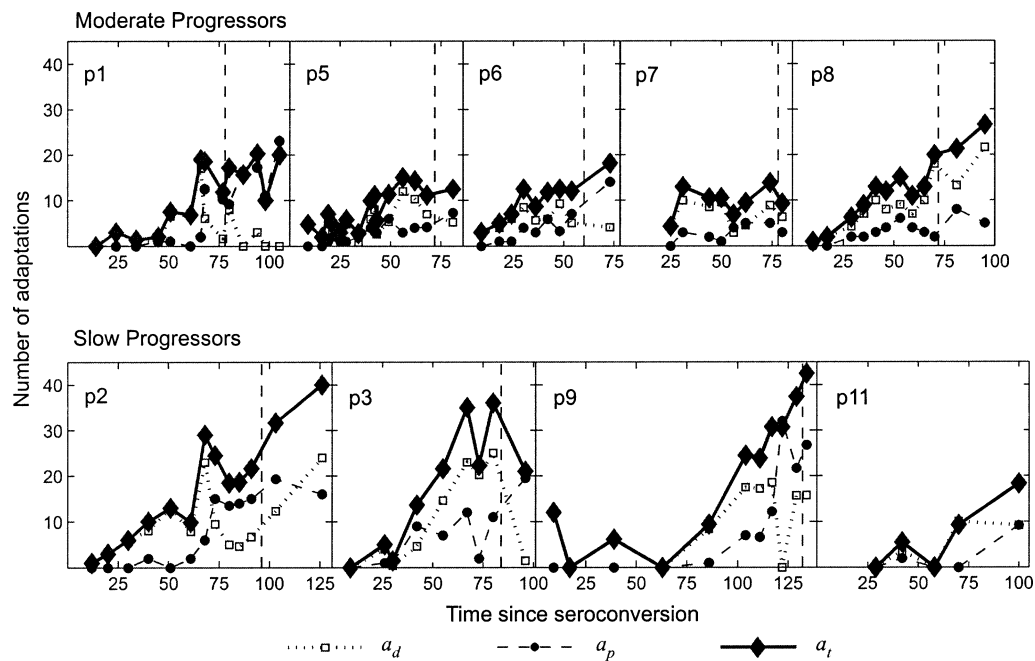 Moderate Progressors
p1 p5 p6 p7 p8
40
30
20
10
25 50 75 100 25 50 75 25 50 75 25 50 75 25 50 75 100
Number of adaptations
Slow Progressors
p2 p3 p9 p11
40
30
20
10
25 50 75 100 125 25 50 75 100 25 50 75 100 125 25 50 75 100
Time since seroconversion
a_d a_p a_t